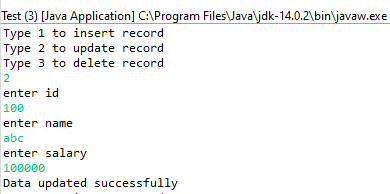 Test (3) [Java Application] C:\Program Files\Java\jdk-14.0.2\bin\javaw.exe
Type 1 to insert record
Type 2 to update record
Type 3 to delete record
2
enter id
100
enter name
abc
enter salary
100000
Data updated successfully